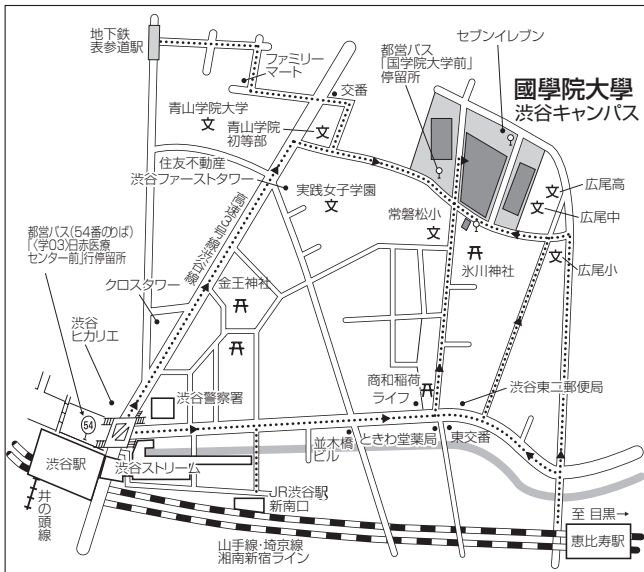 地下鉄
表参道駅
ファミリー
マート
交番
青山学院大学
青山学院
初等部
都営バス
「国学院大学前」
停留所
セブンイレブン
國學院大學
渋谷キャンパス
住友不動産
渋谷ファーストタワー
実践女子学園
常磐松小
広尾高
広尾中
広尾小
氷川神社
都営バス(54番のりば)
「〈学03〉日赤医療
センター前」行停留所
高速3号線渋谷線
クロスタワー
金王神社
渋谷
ヒカリエ
54
渋谷警察署
商和稲荷
ライフ
渋谷東二郵便局
渋谷駅
渋谷ストリーム
並木橋
ビル
ときわ堂薬局
東交番
井の頭線
JR渋谷駅
新南口
山手線・埼京線
湘南新宿ライン
至 目黒→
恵比寿駅
文
文
文
文
文
文
文